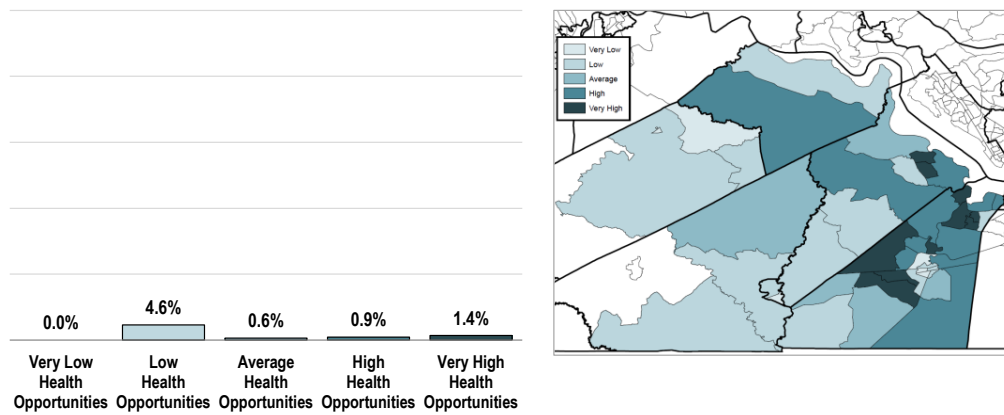 0.0%
4.6%
0.6%
0.9%
1.4%
Very Low
Health
Opportunities
Low
Health
Opportunities
Average
Health
Opportunities
High
Health
Opportunities
Very High
Health
Opportunities
Very Low
Low
Average
High
Very High